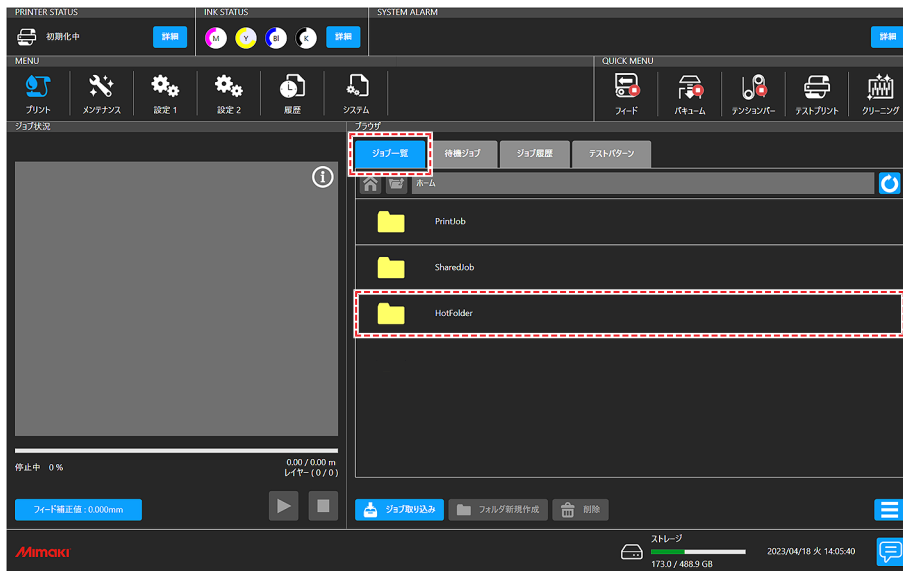 PRINTER STATUS
INK STATUS
SYSTEM ALARM
初期化中
詳細
M
Y
Bl
K
詳細
詳細
MENU
QUICK MENU
プリント
メンテナンス
設定 1
設定 2
履歴
システム
フィード
バキューム
テンションバー
テストプリント
クリーニング
ジョブ状況
ブラウザ
ジョブ一覧
待機ジョブ
ジョブ履歴
テストパターン
ホーム
PrintJob
SharedJob
HotFolder
停止中 0 %
0.00 / 0.00 m
レイヤー ( 0 / 0 )
フィード補正値 : 0.000mm
ジョブ取り込み
フォルダ新規作成
削除
Mimaki
ストレージ
173.0 / 488.9 GB
2023/04/18 火 14:05:40